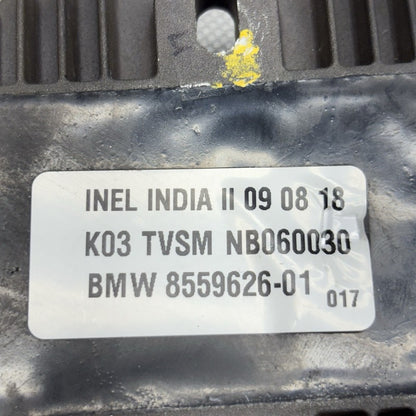 INEL INDIA II 09 08 18
K03 TVSM NB060030
BMW 8559626-01
017